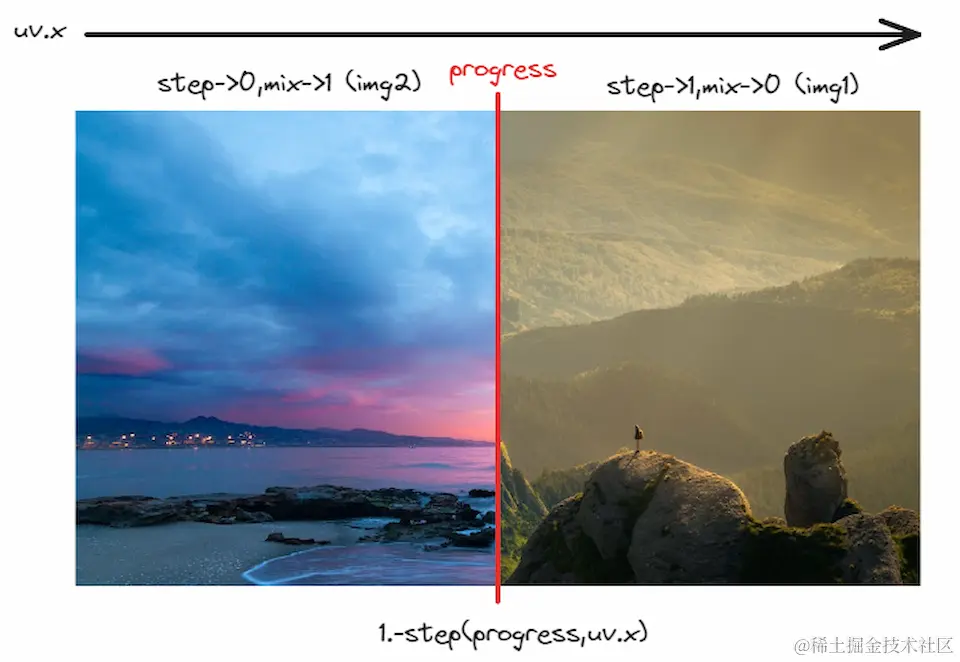 uv.x
progress
step->0,mix->1 (img2)
step->1,mix->0 (img1)
1.-step(progress,uv.x)
@稀土掘金技术社区